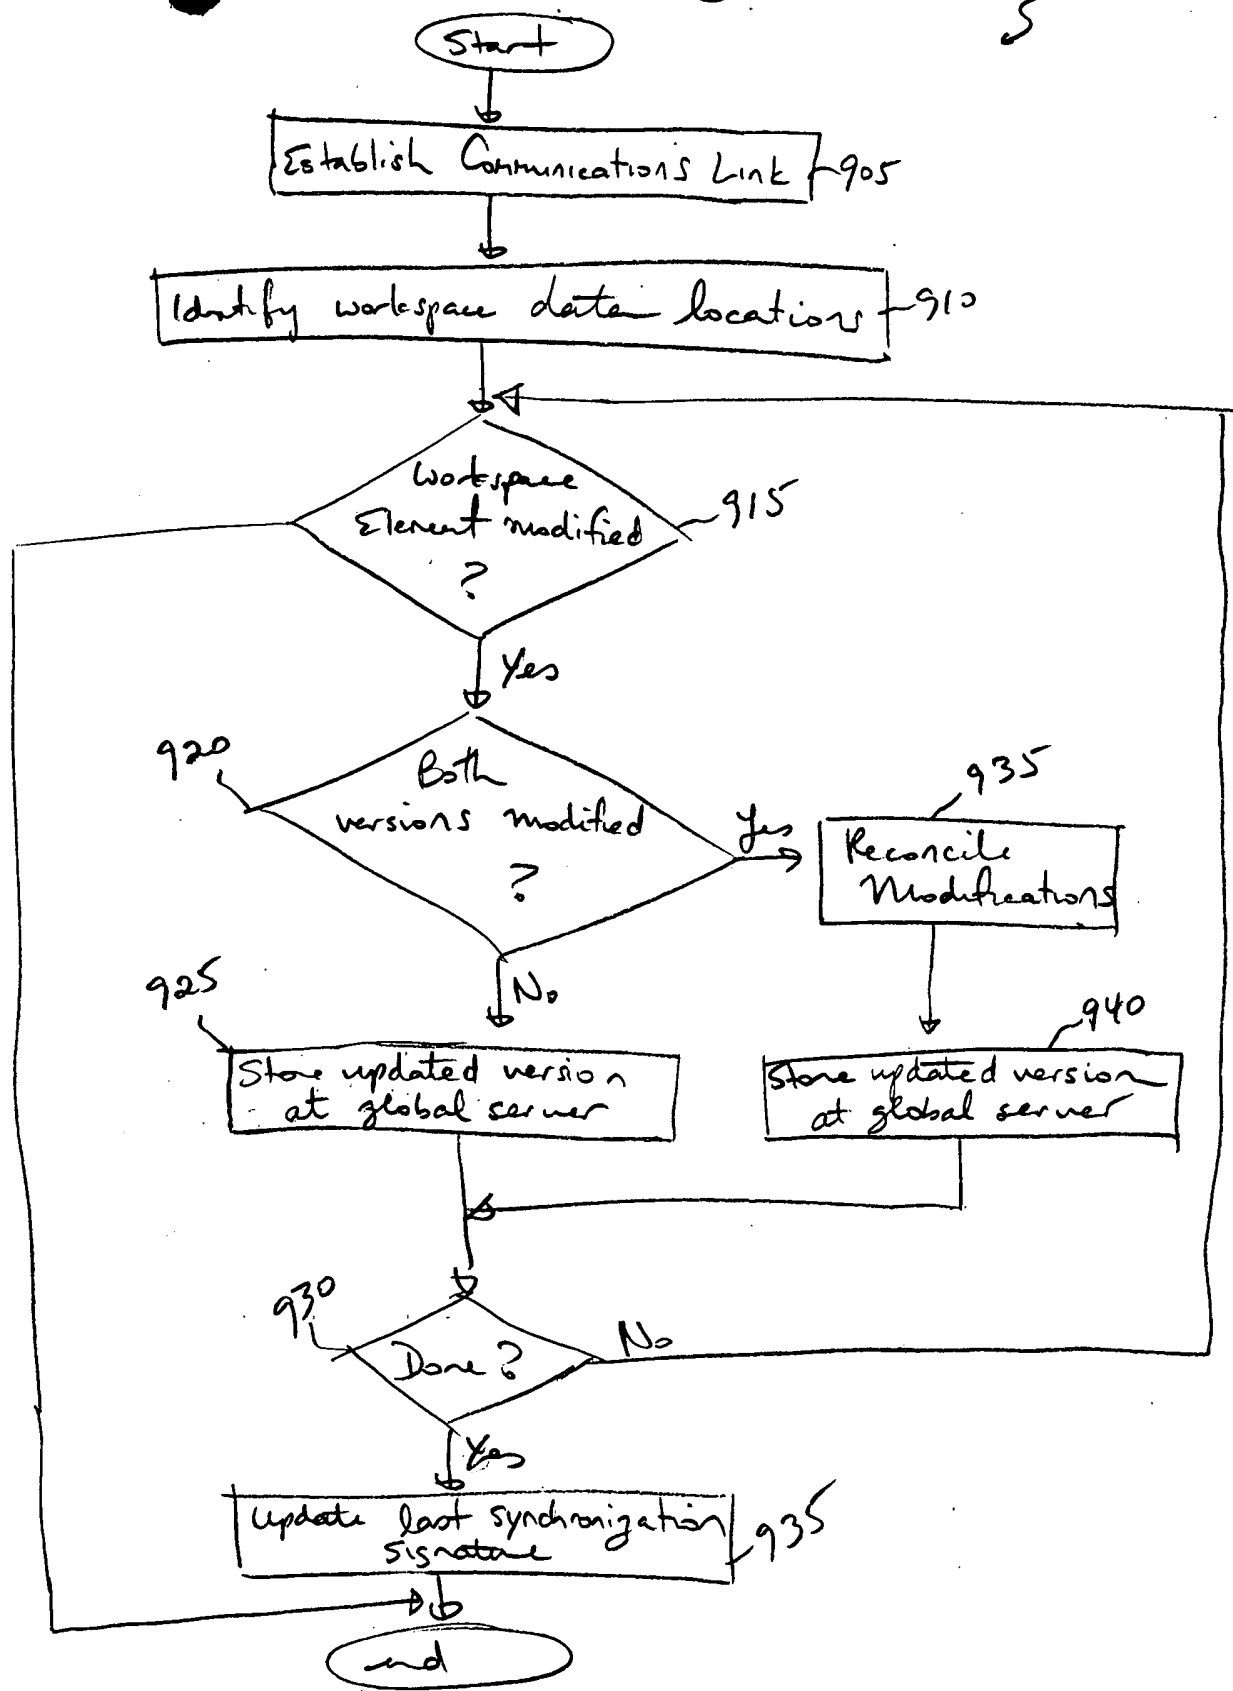 5
Start
Establish Communications Link
905
Identify workspace data locations
910
Workspace
Element modified
?
915
Yes
920
Both
versions modified
?
Yes
935
Reconcile
Modifications
No
925
Store updated version
at global server
940
Store updated version
at global server
930
Done?
No
Yes
Update last synchronization
signature
935
end